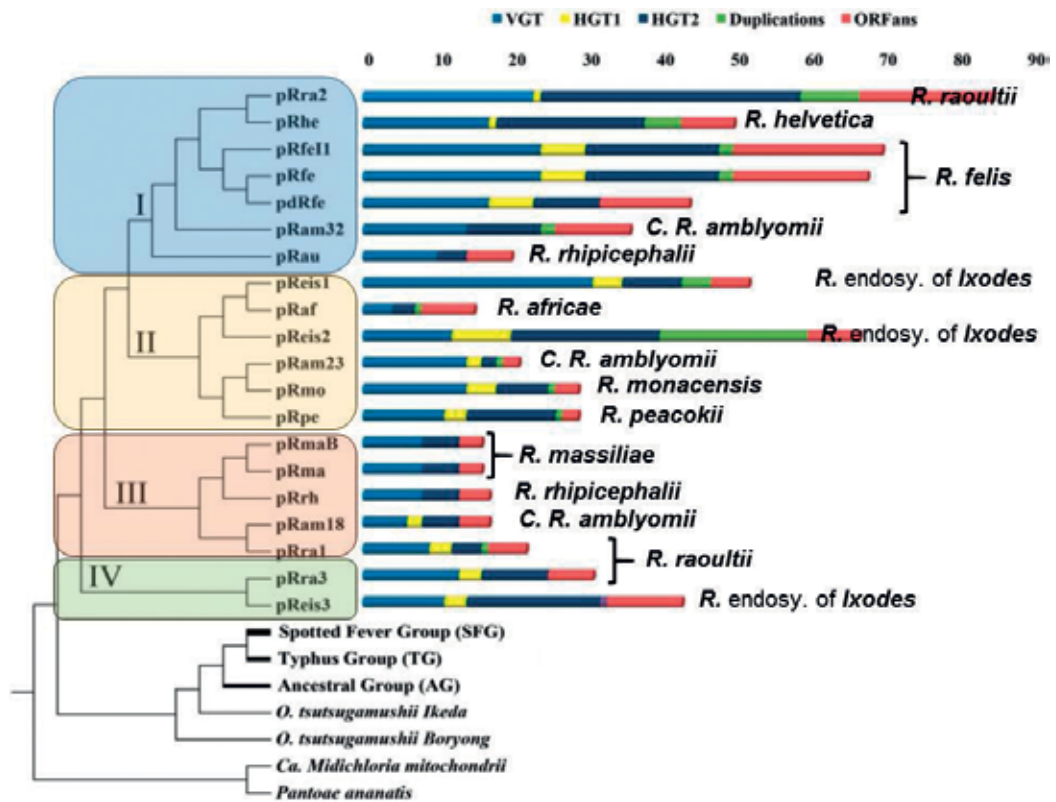 VGT HGT1 HGT2 Duplications ORFans
0 10 20 30 40 50 60 70 80 90
pRra2 R. raoultii
pRhe R. helvetica
pRfeI1
pRfe R. felis
I pdRfe
pRam32 C. R. amblyomii
pRau R. rhipicephalii
pReis1 R. endosy. of Ixodes
pRaf R. africae
II pReis2 R. endosy. of Ixodes
pRam23 C. R. amblyomii
pRmo R. monacensis
pRpe R. peacokii
pRmaB R. massiliae
pRma
III pRrh R. rhipicephalii
pRam18 C. R. amblyomii
pRra1 R. raoultii
IV pRra3
pReis3 R. endosy. of Ixodes
Spotted Fever Group (SFG)
Typhus Group (TG)
Ancestral Group (AG)
O. tsutsugamushii Ikeda
O. tsutsugamushii Boryong
Ca. Midichloria mitochondrii
Pantoae ananatis